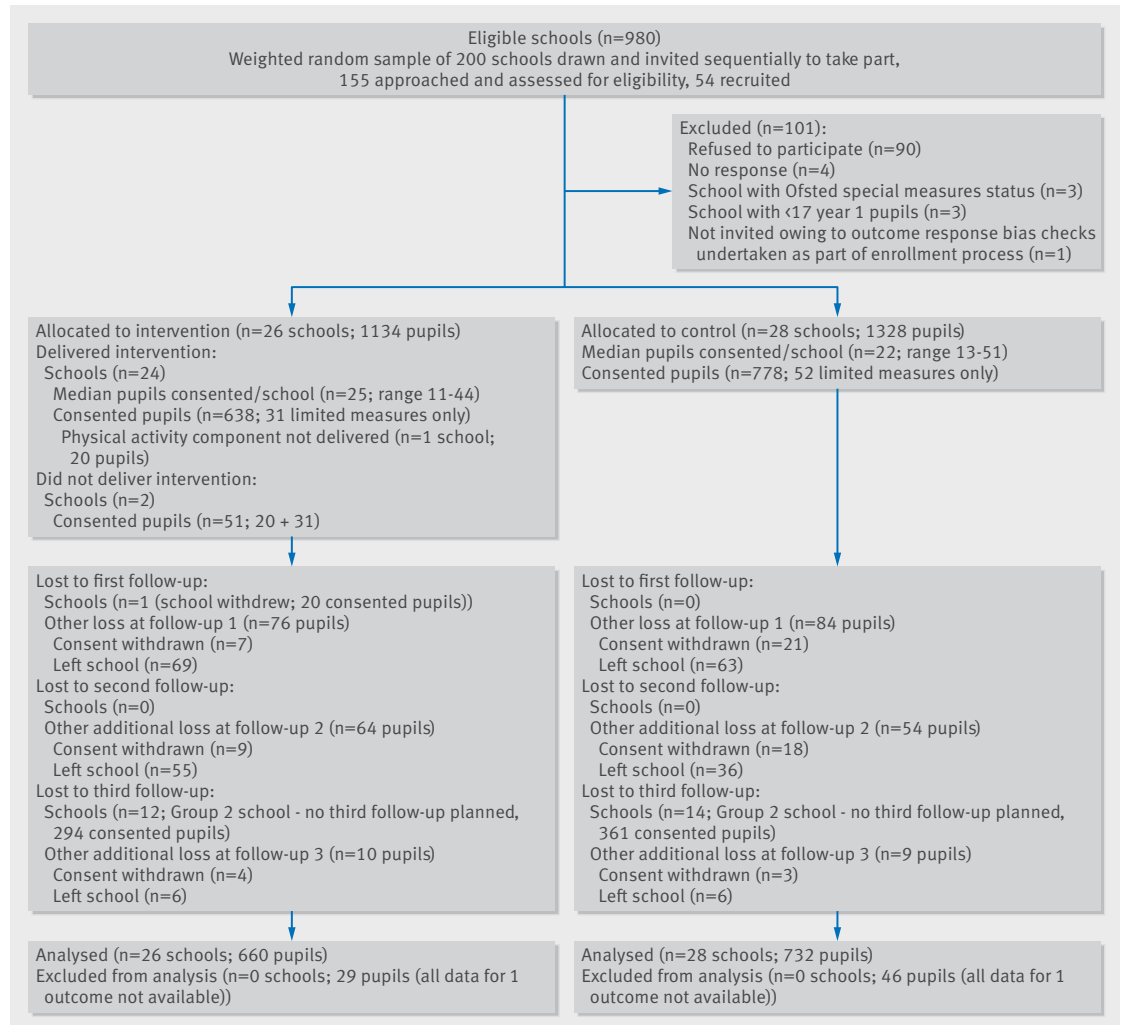 Eligible schools (n=980)
Weighted random sample of 200 schools drawn and invited sequentially to take part,
155 approached and assessed for eligibility, 54 recruited
Excluded (n=101):
Refused to participate (n=90)
No response (n=4)
School with Ofsted special measures status (n=3)
School with <17 year 1 pupils (n=3)
Not invited owing to outcome response bias checks
undertaken as part of enrollment process (n=1)
Allocated to intervention (n=26 schools; 1134 pupils)
Delivered intervention:
Schools (n=24)
Median pupils consented/school (n=25; range 11-44)
Consented pupils (n=638; 31 limited measures only)
Physical activity component not delivered (n=1 school;
20 pupils)
Did not deliver intervention:
Schools (n=2)
Consented pupils (n=51; 20 + 31)
Allocated to control (n=28 schools; 1328 pupils)
Median pupils consented/school (n=22; range 13-51)
Consented pupils (n=778; 52 limited measures only)
Lost to first follow-up:
Schools (n=1 (school withdrew; 20 consented pupils))
Other loss at follow-up 1 (n=76 pupils)
Consent withdrawn (n=7)
Left school (n=69)
Lost to second follow-up:
Schools (n=0)
Other additional loss at follow-up 2 (n=64 pupils)
Consent withdrawn (n=9)
Left school (n=55)
Lost to third follow-up:
Schools (n=12; Group 2 school - no third follow-up planned,
294 consented pupils)
Other additional loss at follow-up 3 (n=10 pupils)
Consent withdrawn (n=4)
Left school (n=6)
Lost to first follow-up:
Schools (n=0)
Other loss at follow-up 1 (n=84 pupils)
Consent withdrawn (n=21)
Left school (n=63)
Lost to second follow-up:
Schools (n=0)
Other additional loss at follow-up 2 (n=54 pupils)
Consent withdrawn (n=18)
Left school (n=36)
Lost to third follow-up:
Schools (n=14; Group 2 school - no third follow-up planned,
361 consented pupils)
Other additional loss at follow-up 3 (n=9 pupils)
Consent withdrawn (n=3)
Left school (n=6)
Analysed (n=26 schools; 660 pupils)
Excluded from analysis (n=0 schools; 29 pupils (all data for 1
outcome not available))
Analysed (n=28 schools; 732 pupils)
Excluded from analysis (n=0 schools; 46 pupils (all data for 1
outcome not available))